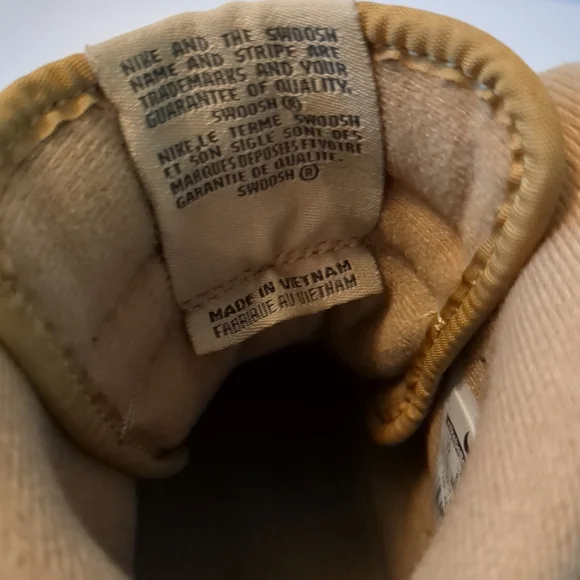 NIKE AND THE SWOOSH
NAME AND STRIPE ARE
TRADEMARKS AND YOUR
GUARANTEE OF QUALITY.
SWOOSH ®
NIKE,LE TERME SWOOSH
ET SON SIGLE SONT DES
MARQUES DEPOSEES ET VOTRE
GARANTIE DE QUALITE.
SWOOSH ®
MADE IN VIETNAM
FABRIQUE AU VIETNAM